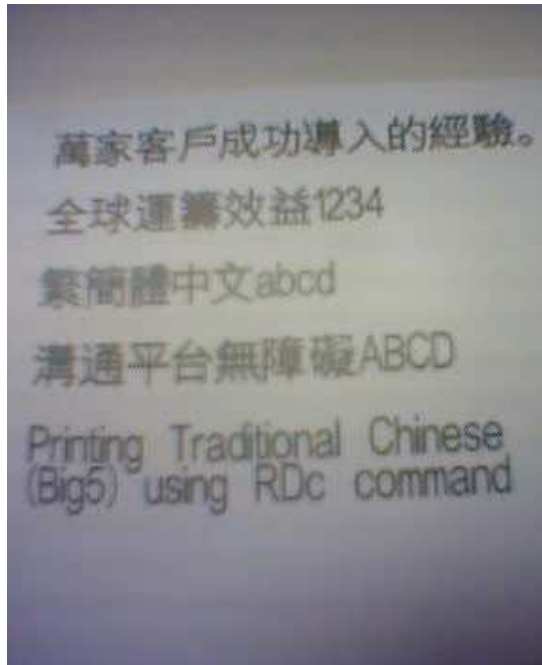 萬家客戶成功導入的經驗。
全球運籌效益1234
繁簡體中文abcd
溝通平台無障礙ABCD
Printing Traditional Chinese
(Big5) using RDc command